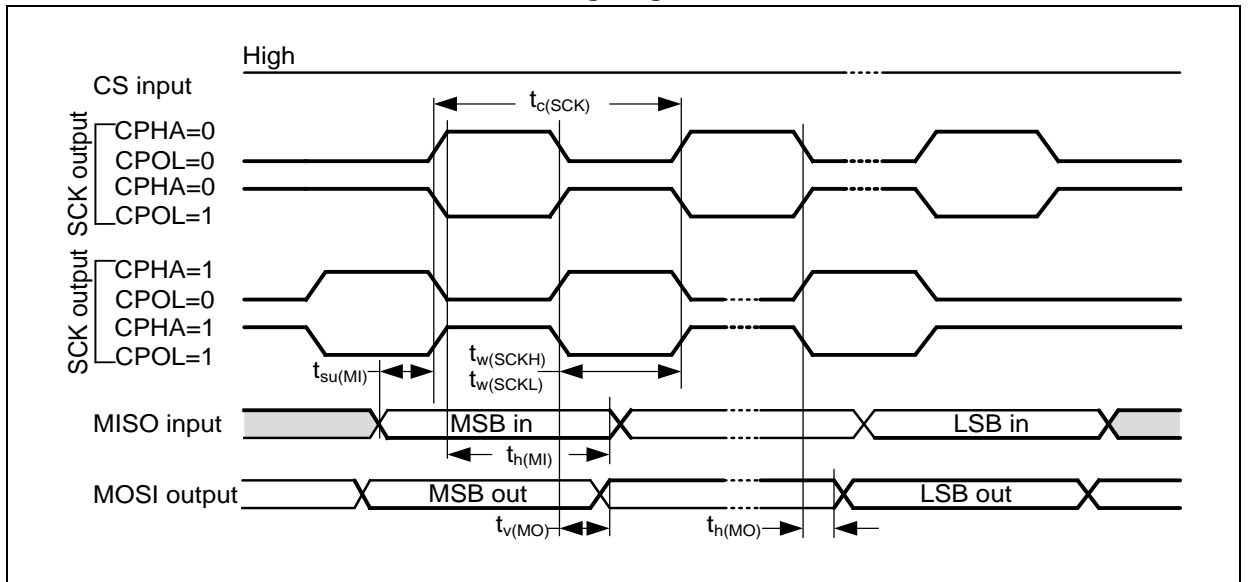 High
CS input
t_c(SCK)
SCK output
CPHA=0
CPOL=0
CPHA=0
CPOL=1
SCK output
CPHA=1
CPOL=0
CPHA=1
CPOL=1
t_su(MI)
t_w(SCKH)
t_w(SCKL)
MISO input
MSB in
LSB in
t_h(MI)
MOSI output
MSB out
LSB out
t_v(MO)
t_h(MO)